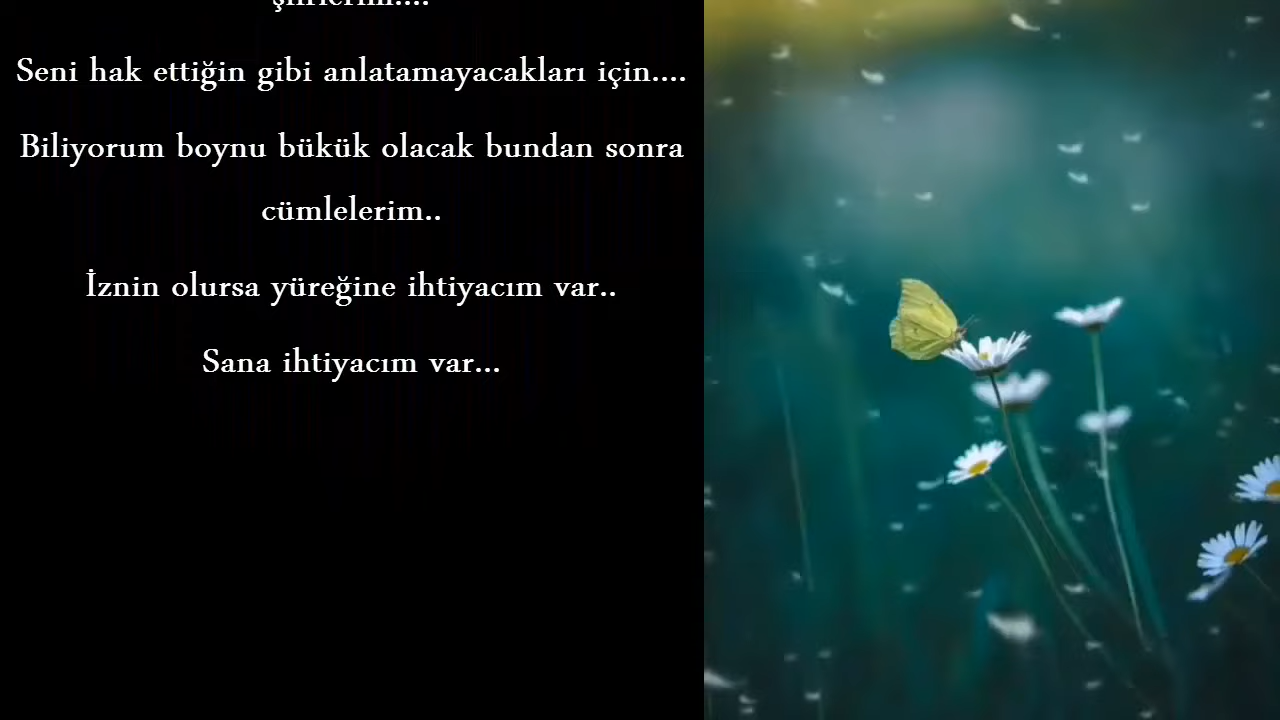 şiirlerim....
Seni hak ettiğin gibi anlatamayacakları için....
Biliyorum boynu bükük olacak bundan sonra
cümlelerim..
İznin olursa yüreğine ihtiyacım var..
Sana ihtiyacım var...